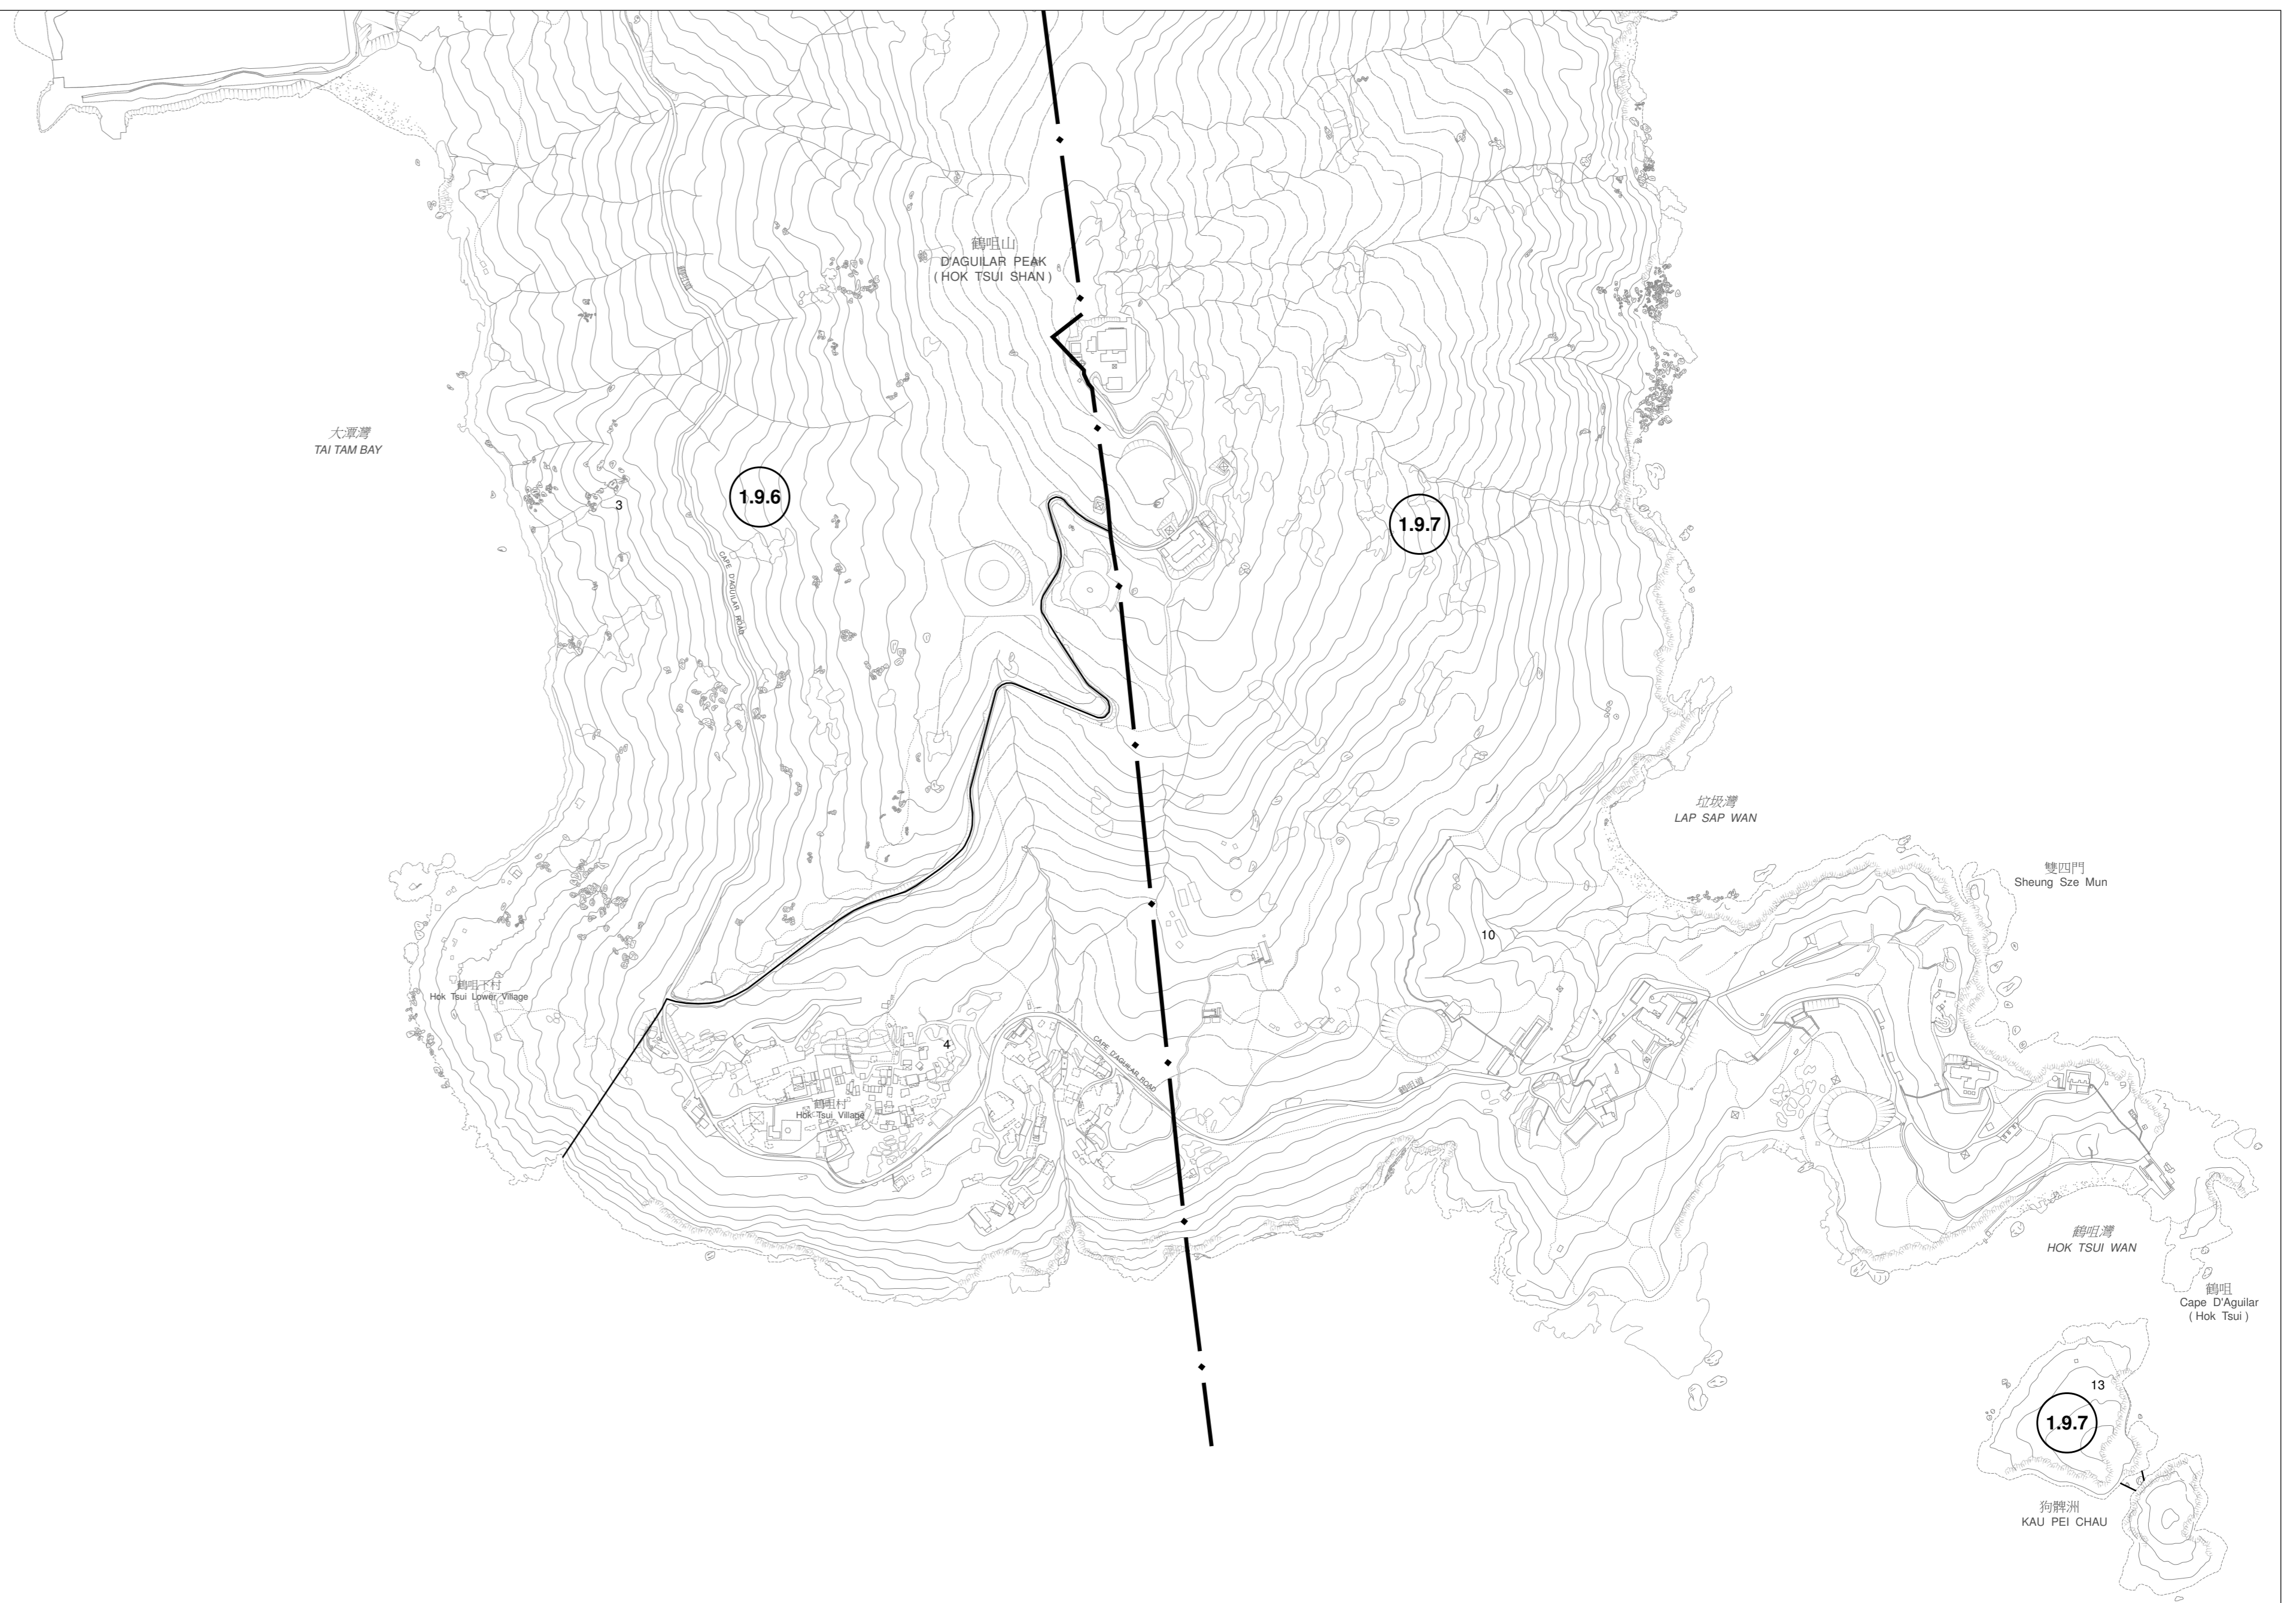 鶴咀山
D'AGUILAR PEAK
( HOK TSUI SHAN )
大潭灣
TAI TAM BAY
3
1.9.6
1.9.7
CAPE D'AGUILAR ROAD
垃圾灣
LAP SAP WAN
雙四門
Sheung Sze Mun
10
鶴咀下村
Hok Tsui Lower Village
4
CAPE D'AGUILAR ROAD
鶴咀道
鶴咀村
Hok Tsui Village
鶴咀灣
HOK TSUI WAN
鶴咀
Cape D'Aguilar
( Hok Tsui )
13
1.9.7
狗髀洲
KAU PEI CHAU